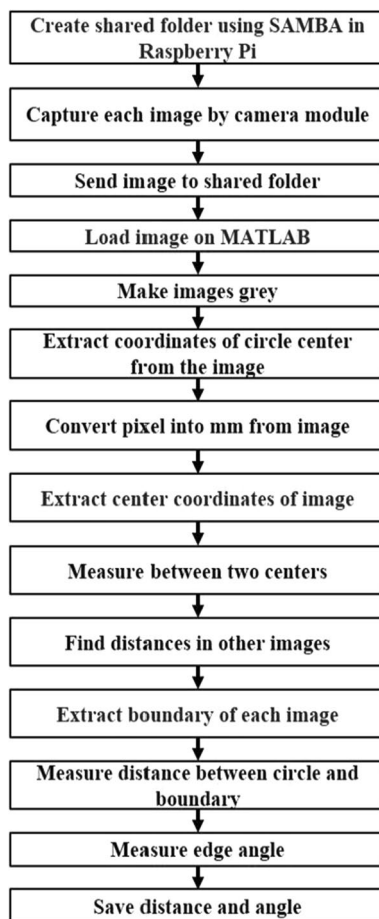 Create shared folder using SAMBA in
Raspberry Pi
Capture each image by camera module
Send image to shared folder
Load image on MATLAB
Make images grey
Extract coordinates of circle center
from the image
Convert pixel into mm from image
Extract center coordinates of image
Measure between two centers
Find distances in other images
Extract boundary of each image
Measure distance between circle and
boundary
Measure edge angle
Save distance and angle